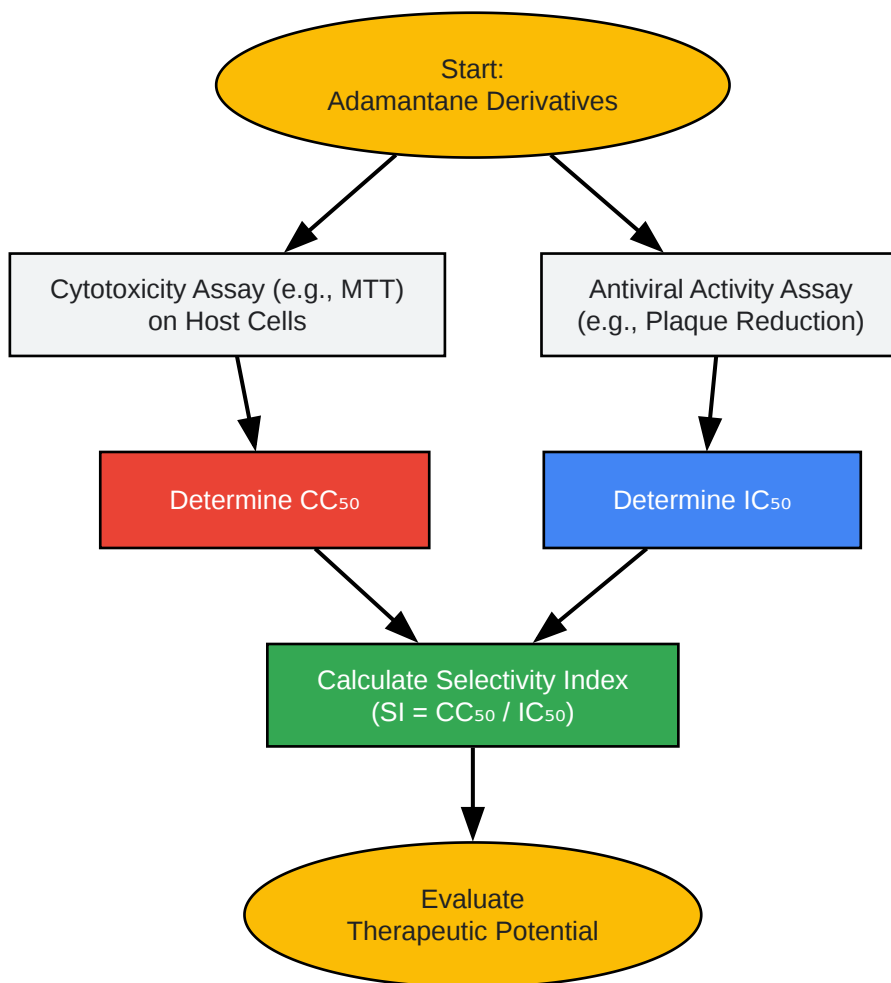 Start:
Adamantane Derivatives
Cytotoxicity Assay (e.g., MTT)
on Host Cells
Antiviral Activity Assay
(e.g., Plaque Reduction)
Determine CC₅₀
Determine IC₅₀
Calculate Selectivity Index
(SI = CC₅₀ / IC₅₀)
Evaluate
Therapeutic Potential